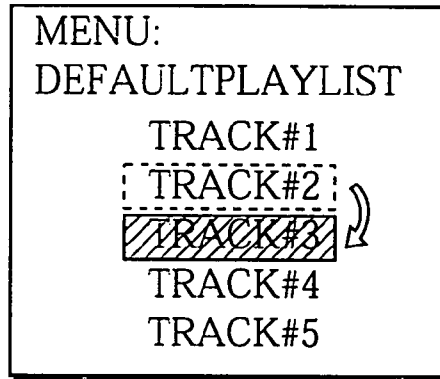 MENU:
DEFAULTPLAYLIST
TRACK#1
TRACK#2
TRACK#3
TRACK#4
TRACK#5